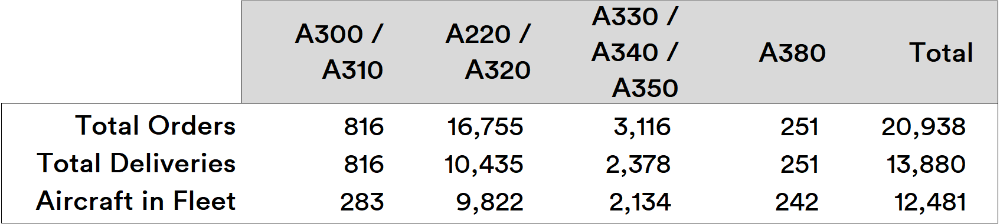 A300 / A310 A220 / A320 A330 / A340 / A350 A380 Total
Total Orders 816 16,755 3,116 251 20,938
Total Deliveries 816 10,435 2,378 251 13,880
Aircraft in Fleet 283 9,822 2,134 242 12,481